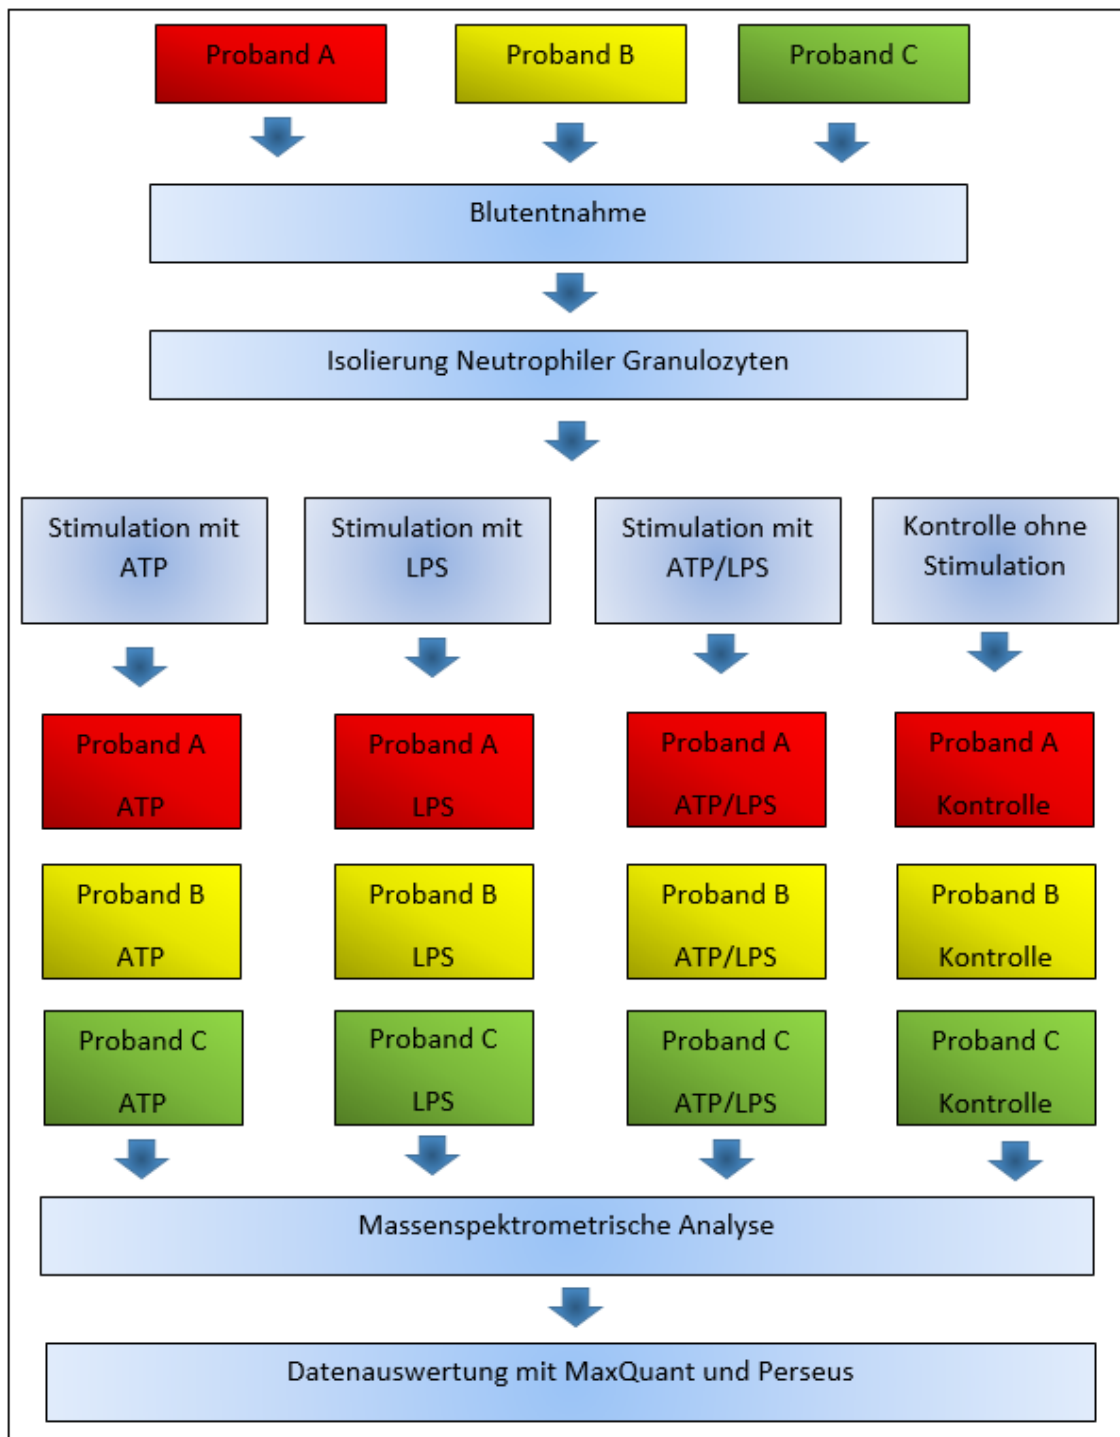 Proband A
Proband B
Proband C
Blutentnahme
Isolierung Neutrophiler Granulozyten
Stimulation mit
ATP
Stimulation mit
LPS
Stimulation mit
ATP/LPS
Kontrolle ohne
Stimulation
Proband A
ATP
Proband A
LPS
Proband A
ATP/LPS
Proband A
Kontrolle
Proband B
ATP
Proband B
LPS
Proband B
ATP/LPS
Proband B
Kontrolle
Proband C
ATP
Proband C
LPS
Proband C
ATP/LPS
Proband C
Kontrolle
Massenspektrometrische Analyse
Datenauswertung mit MaxQuant und Perseus